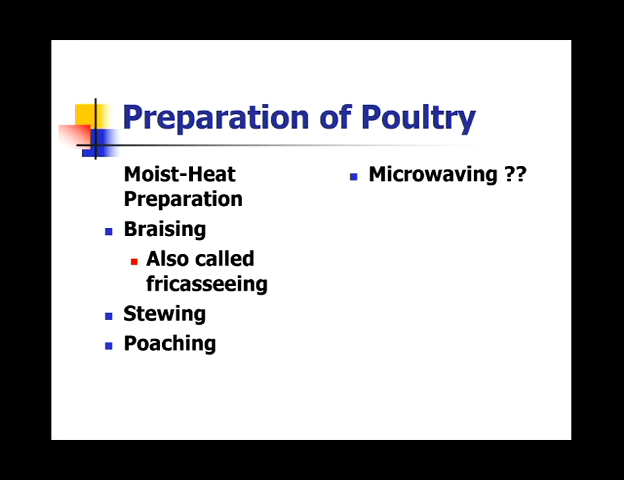 Preparation of Poultry
Moist-Heat
Preparation
Braising
Also called
fricasseeing
Stewing
Poaching
Microwaving ??